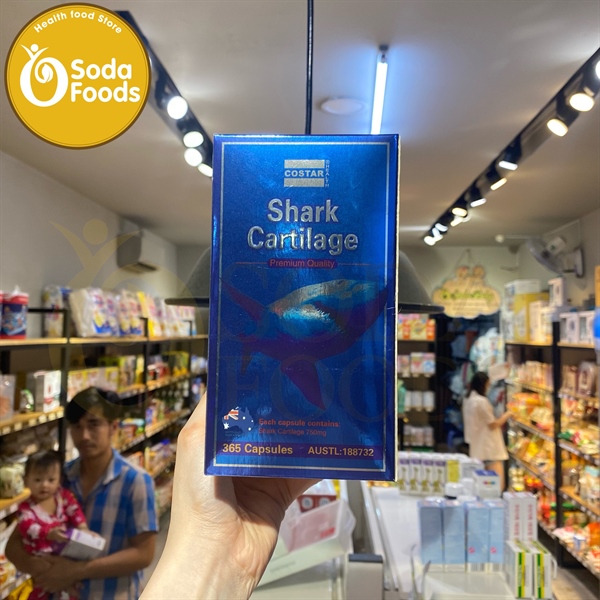 Health food Store
Soda
Foods
COSTAR
Shark
Cartilage
Premium Quality
Each capsule contains:
Shark Cartilage 750mg
365 Capsules AUSTL:188732